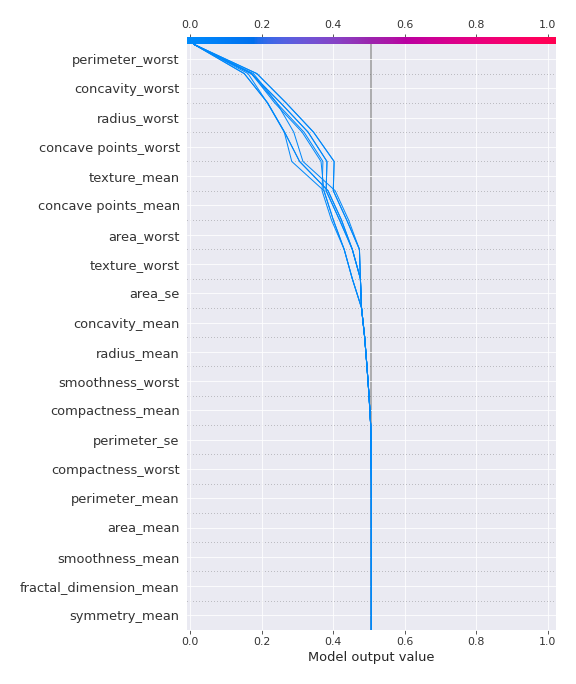 0.0 0.2 0.4 0.6 0.8 1.0
perimeter_worst
concavity_worst
radius_worst
concave points_worst
texture_mean
concave points_mean
area_worst
texture_worst
area_se
concavity_mean
radius_mean
smoothness_worst
compactness_mean
perimeter_se
compactness_worst
perimeter_mean
area_mean
smoothness_mean
fractal_dimension_mean
symmetry_mean
0.0 0.2 0.4 0.6 0.8 1.0
Model output value